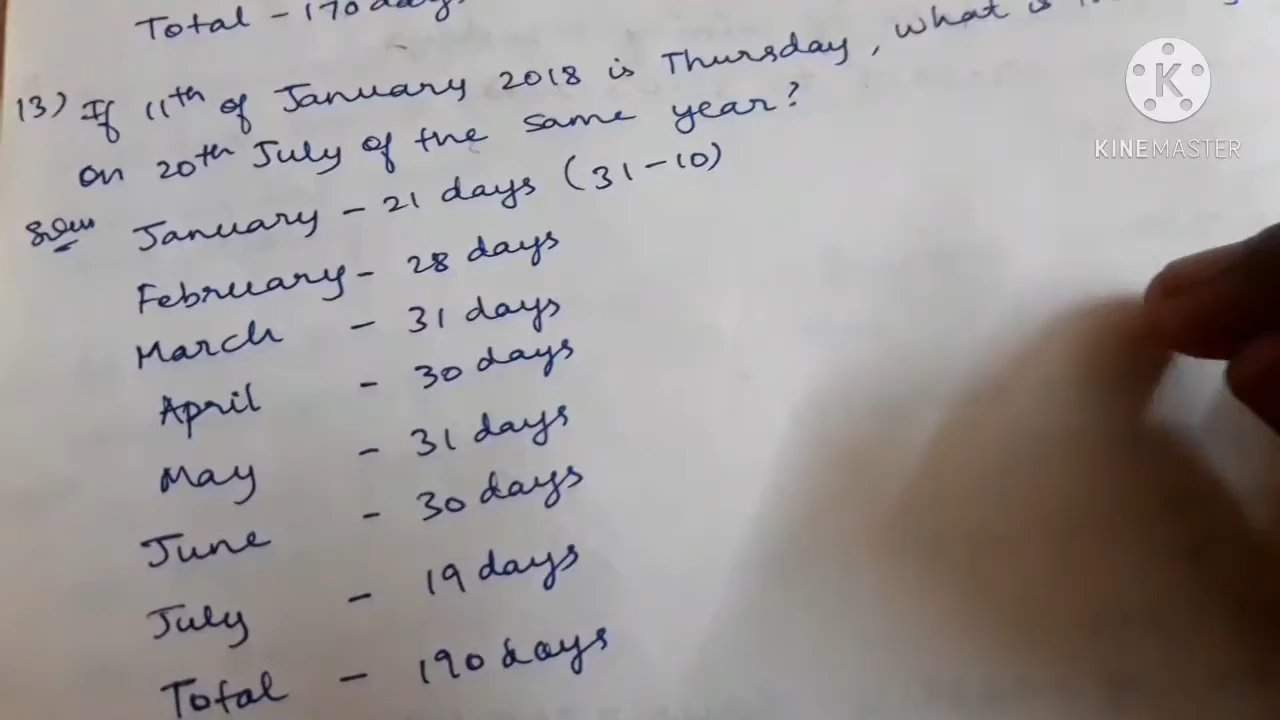 Total - 170 days
13) If 11th of January 2018 is Thursday, what is
on 20th July of the same year?
Soln January - 21 days (31-10)
February - 28 days
March - 31 days
April - 30 days
May - 31 days
June - 30 days
July - 19 days
Total - 190 days
K
KINEMASTER